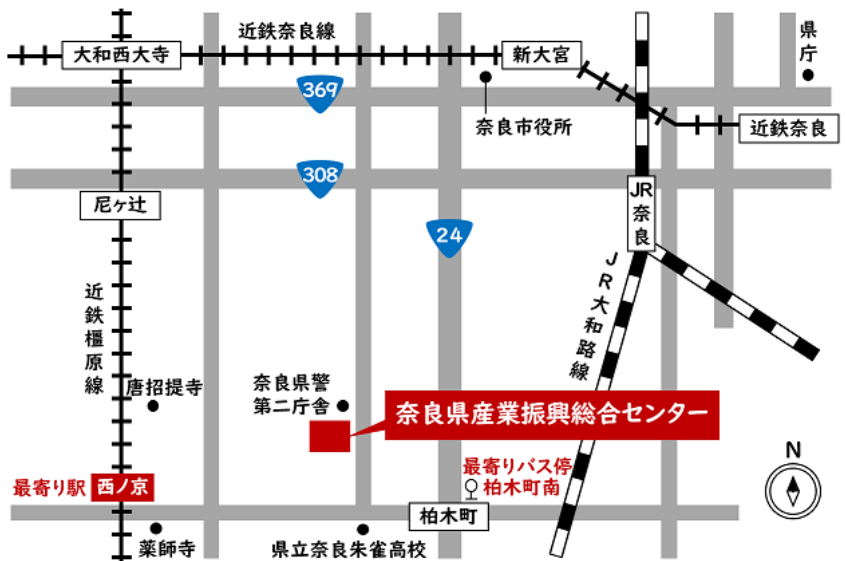 近鉄奈良線
大和西大寺
新大宮
県庁
369
奈良市役所
近鉄奈良
308
尼ヶ辻
JR奈良
24
JR大和路線
近鉄橿原線
唐招提寺
奈良県警
第二庁舎
奈良県産業振興総合センター
N
最寄り駅 西ノ京
最寄りバス停
柏木町南
柏木町
薬師寺
県立奈良朱雀高校